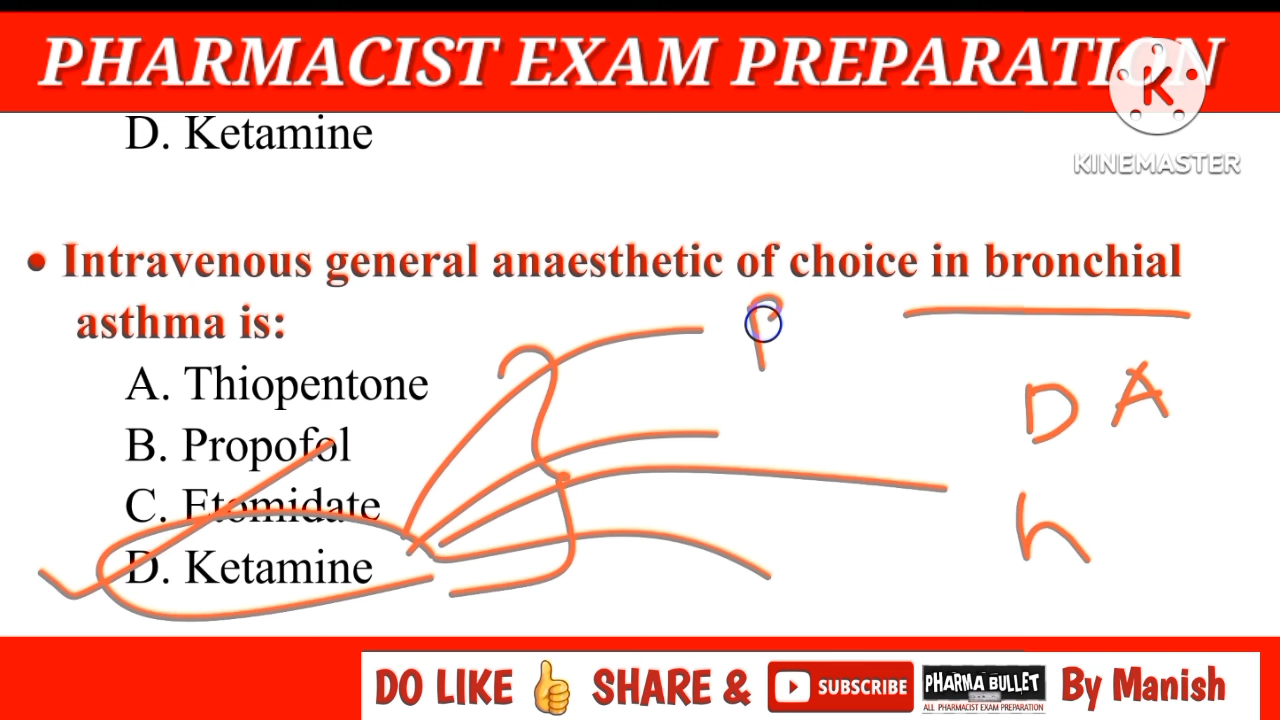 PHARMACIST EXAM PREPARATION
K
KINEMASTER
D. Ketamine
• Intravenous general anaesthetic of choice in bronchial
asthma is:
A. Thiopentone
B. Propofol
C. Etomidate
D. Ketamine
P
D A
h
DO LIKE 👍 SHARE & SUBSCRIBE PHARMA BULLET By Manish
ALL PHARMACIST EXAM PREPARATION